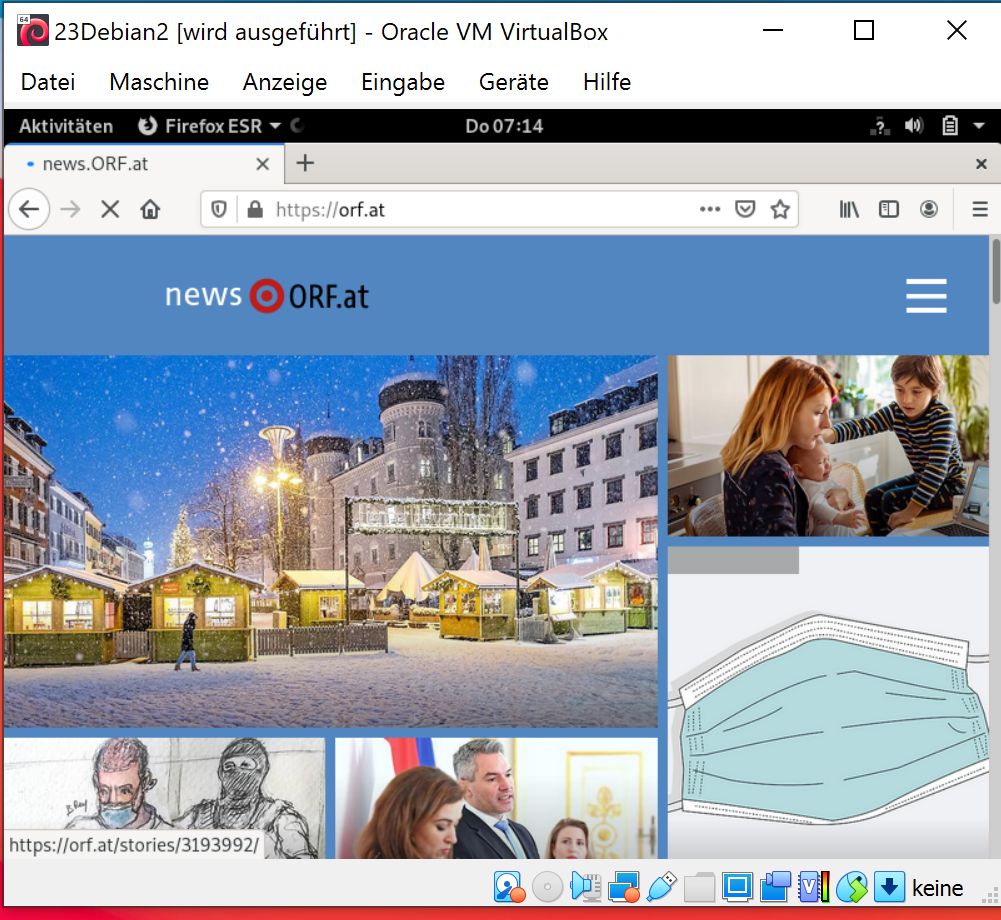 23Debian2 [wird ausgeführt] - Oracle VM VirtualBox
Datei Maschine Anzeige Eingabe Geräte Hilfe
Aktivitäten Firefox ESR Do 07:14
news.ORF.at
https://orf.at
news ORF.at
https://orf.at/stories/3193992/
keine